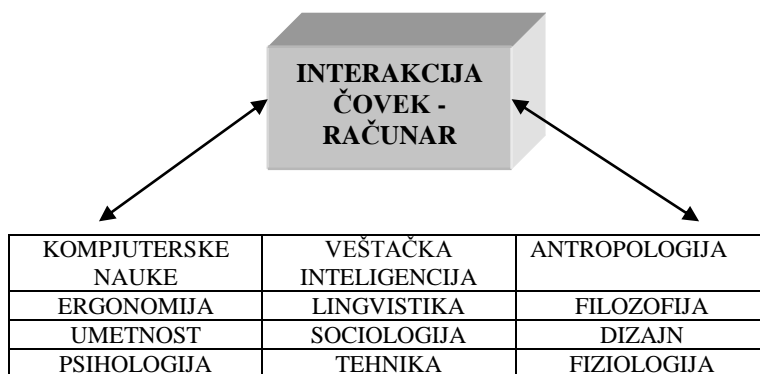 INTERAKCIJA
ČOVEK -
RAČUNAR
KOMPJUTERSKE
NAUKE
VEŠTAČKA
INTELIGENCIJA
ANTROPOLOGIJA
ERGONOMIJA
LINGVISTIKA
FILOZOFIJA
UMETNOST
SOCIOLOGIJA
DIZAJN
PSIHOLOGIJA
TEHNIKA
FIZIOLOGIJA